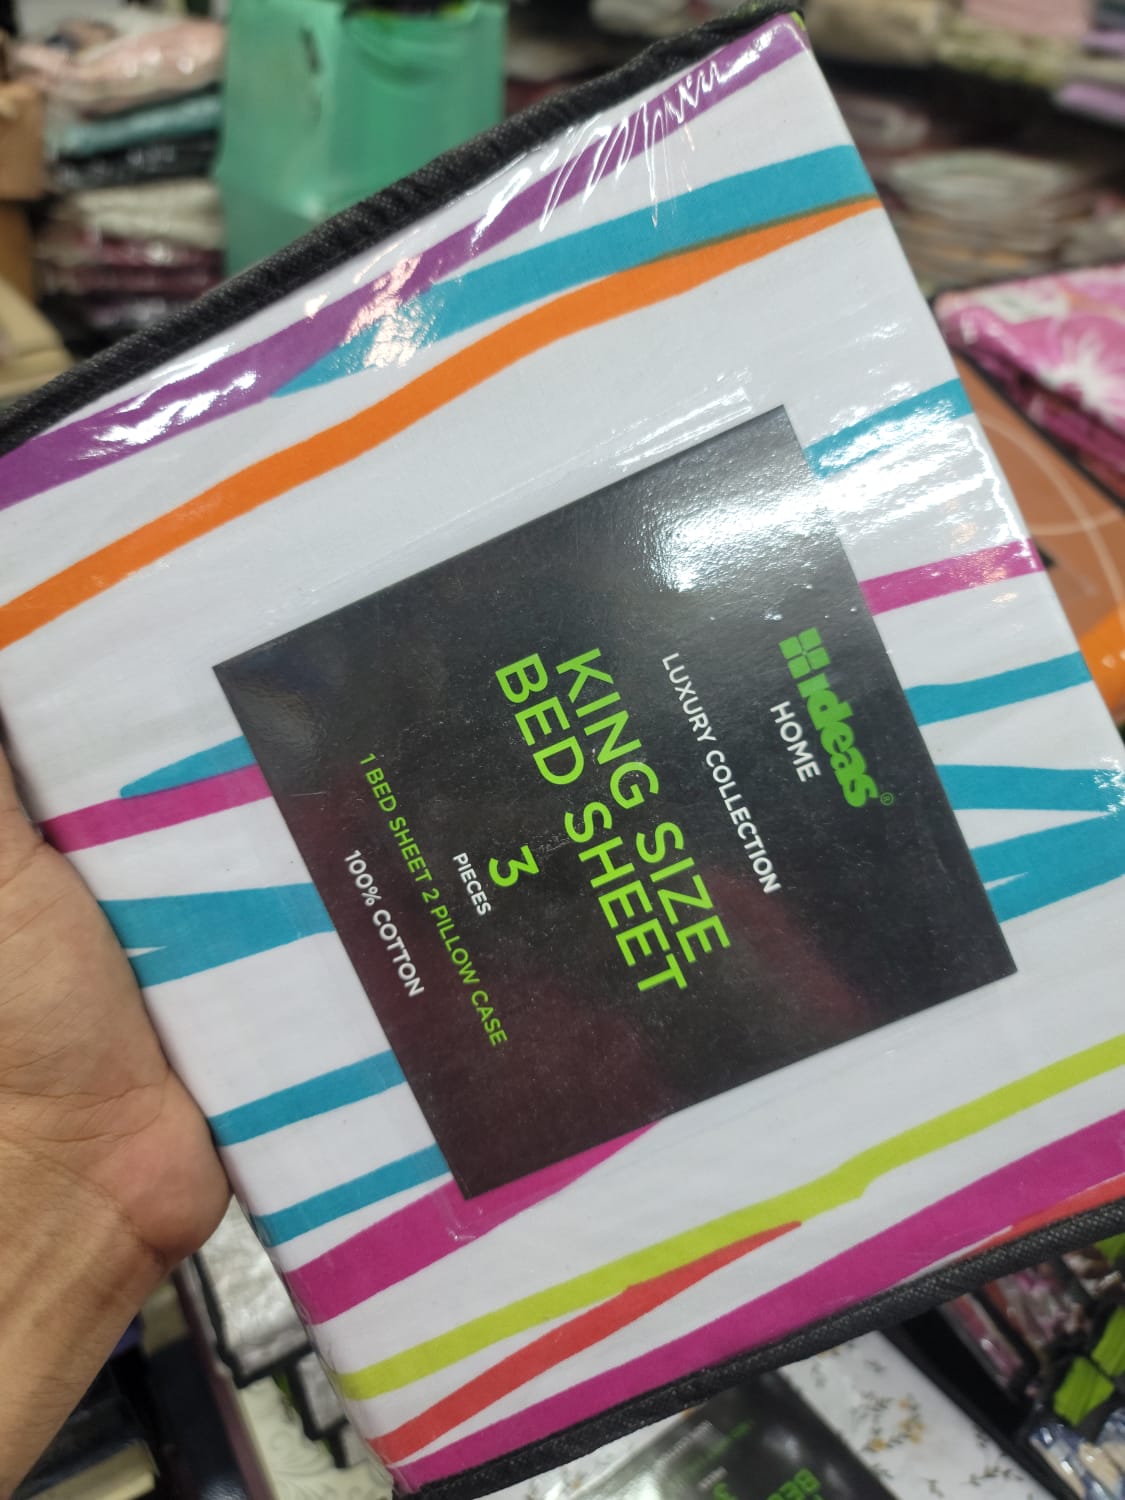 ideas®
HOME
LUXURY COLLECTION
KING SIZE
BED SHEET
3
PIECES
1 BED SHEET 2 PILLOW CASE
100% COTTON